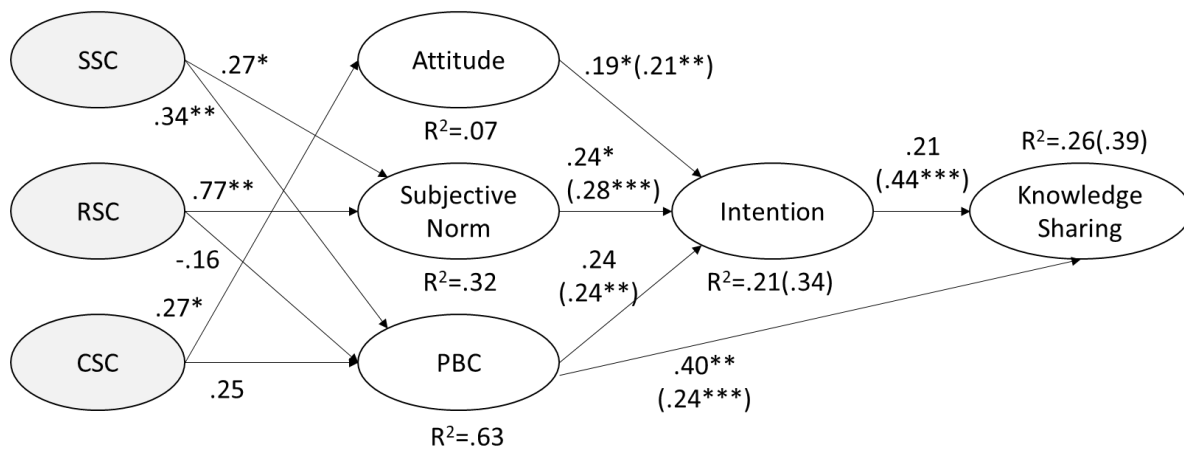 SSC
Attitude
.27*
.19*(.21**)
.34**
R²=.07
.24*
(.28***)
.21
(.44***)
R²=.26(.39)
RSC
.77**
Subjective
Norm
Intention
Knowledge
Sharing
-.16
R²=.32
.24
(.24**)
R²=.21(.34)
.27*
CSC
.25
PBC
.40**
(.24***)
R²=.63